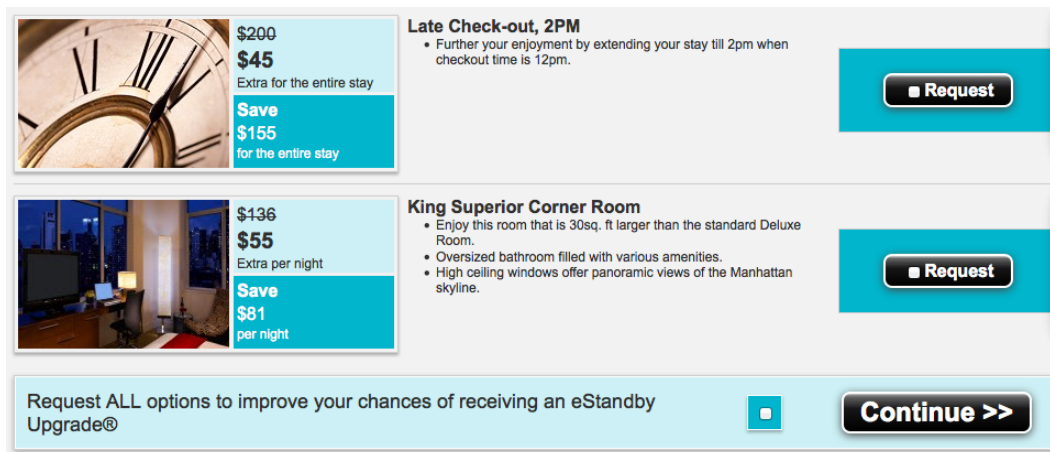 $200
$45
Extra for the entire stay
Save
$155
for the entire stay
Late Check-out, 2PM
Further your enjoyment by extending your stay till 2pm when
checkout time is 12pm.
Request
$136
$55
Extra per night
Save
$81
per night
King Superior Corner Room
Enjoy this room that is 30sq. ft larger than the standard Deluxe
Room.
Oversized bathroom filled with various amenities.
High ceiling windows offer panoramic views of the Manhattan
skyline.
Request
Request ALL options to improve your chances of receiving an eStandby
Upgrade®
Continue >>